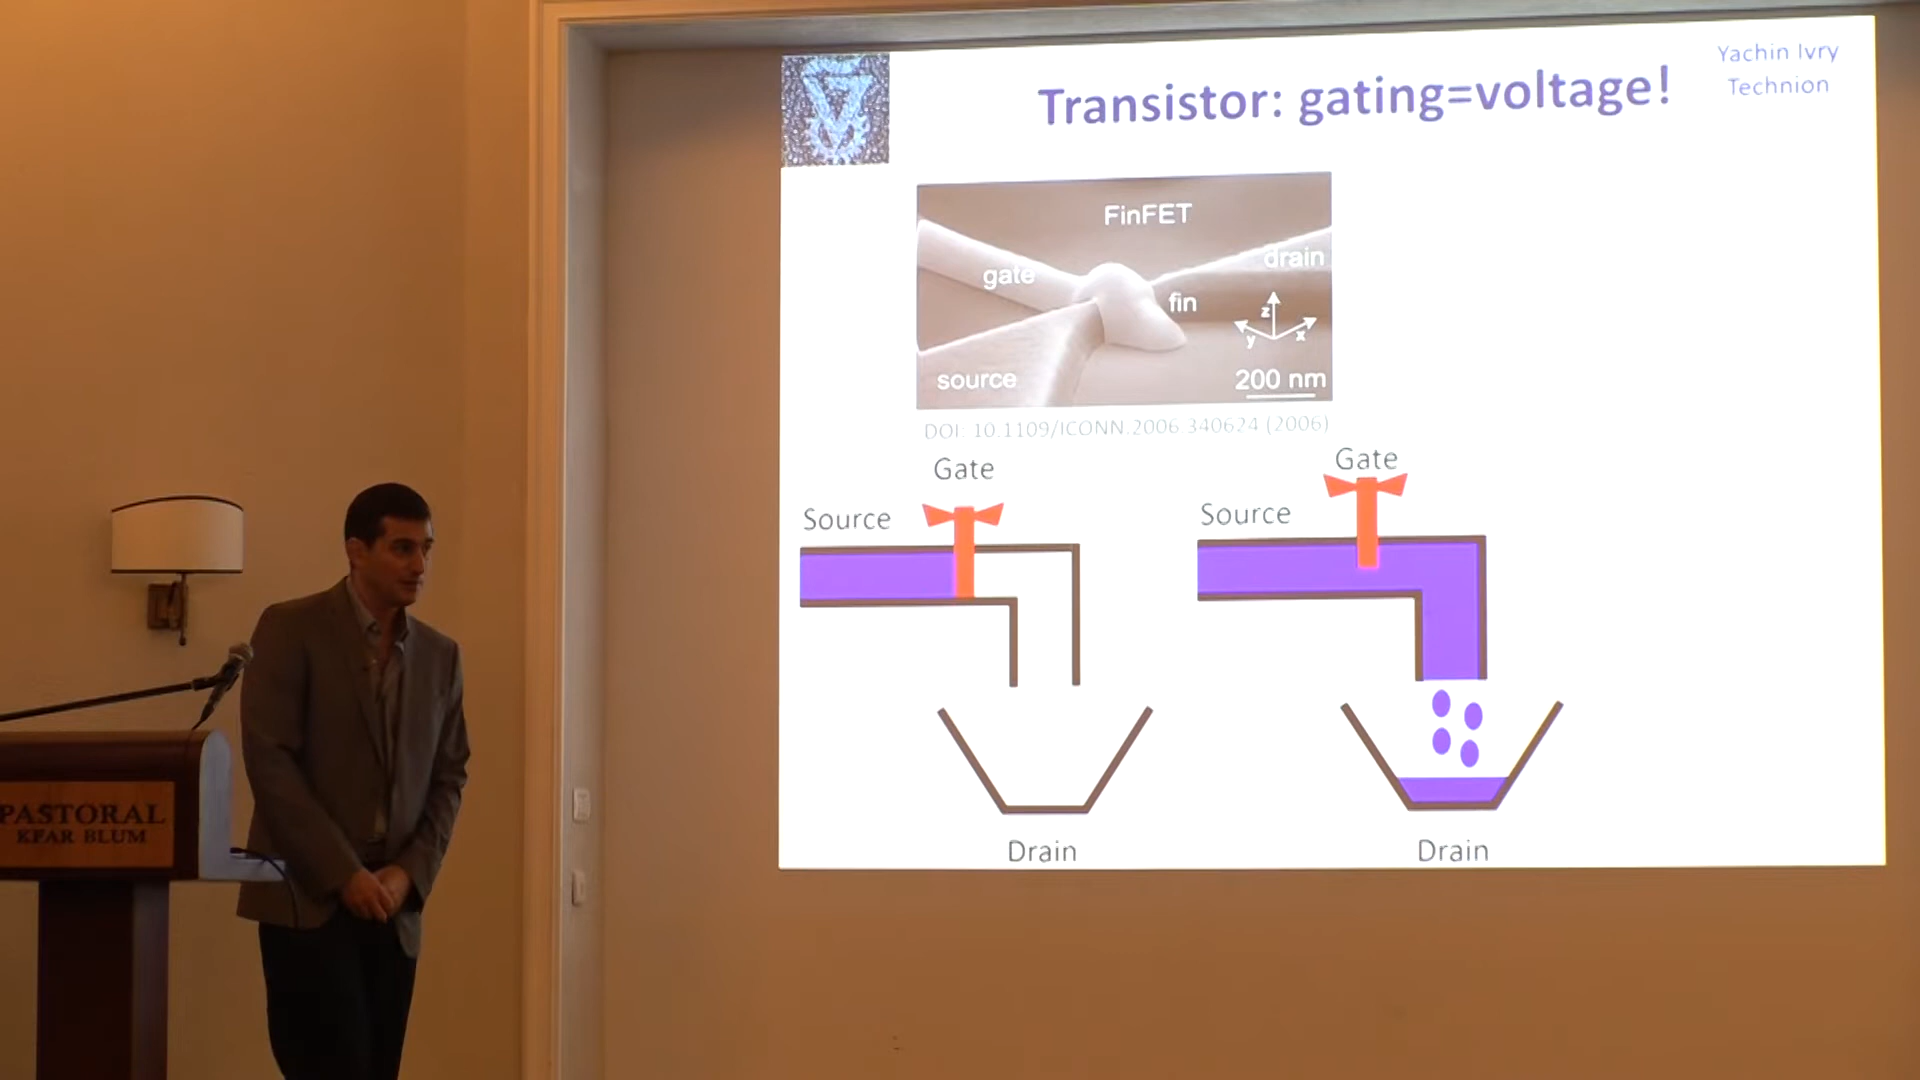 Yachin Ivry
Technion
Transistor: gating=voltage!
FinFET
gate
drain
fin
z
y
x
source
200 nm
DOI: 10.1109/ICONN.2006.340624 (2006)
Gate
Source
Drain
Gate
Source
Drain
PASTORAL
KFAR BLUM